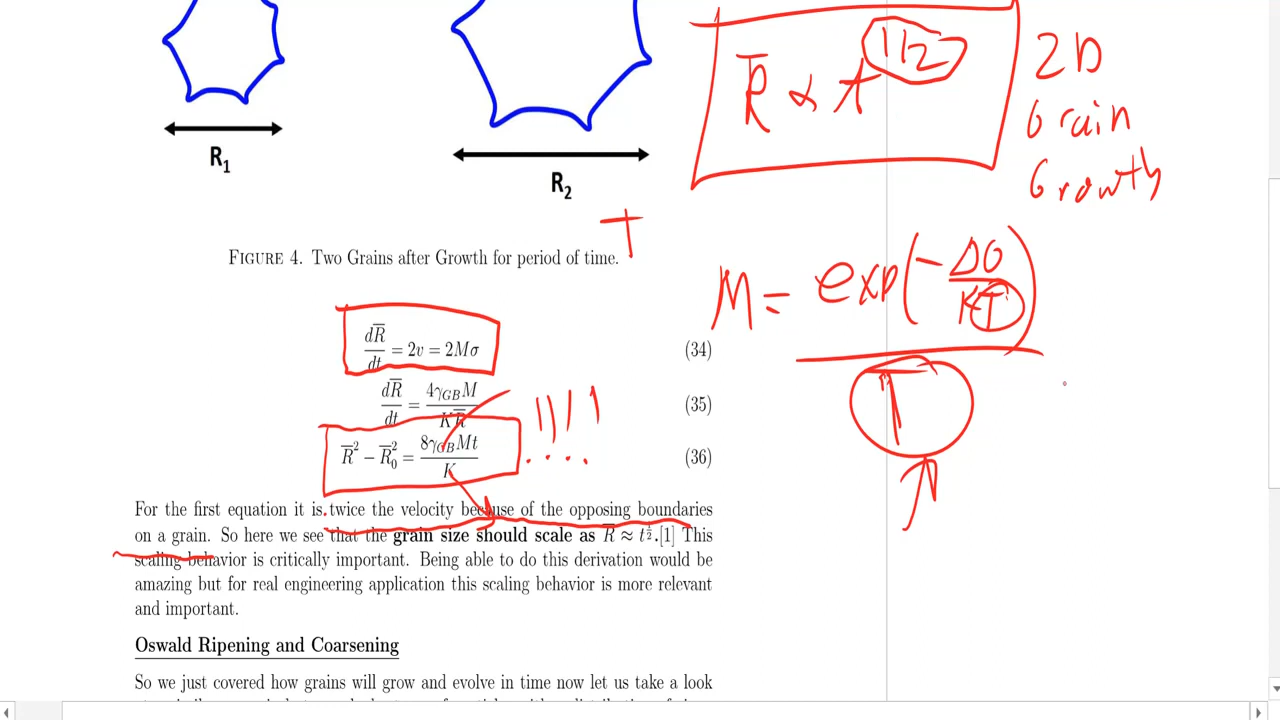 R̅ ∝ t^1/2
2D
Grain
Growth
R₁
R₂
T
FIGURE 4. Two Grains after Growth for period of time.
M = exp(-ΔG/KT) / T
dR̅/dt = 2v = 2Mσ (34)
dR̅/dt = 4γ_GB M / K R̅ (35)
!!!!
R̅² − R̅₀² = 8γ_GB Mt / K (36)
For the first equation it is twice the velocity because of the opposing boundaries
on a grain. So here we see that the grain size should scale as R̅ ≈ t^½.[1] This
scaling behavior is critically important. Being able to do this derivation would be
amazing but for real engineering application this scaling behavior is more relevant
and important.
Oswald Ripening and Coarsening
So we just covered how grains will grow and evolve in time now let us take a look